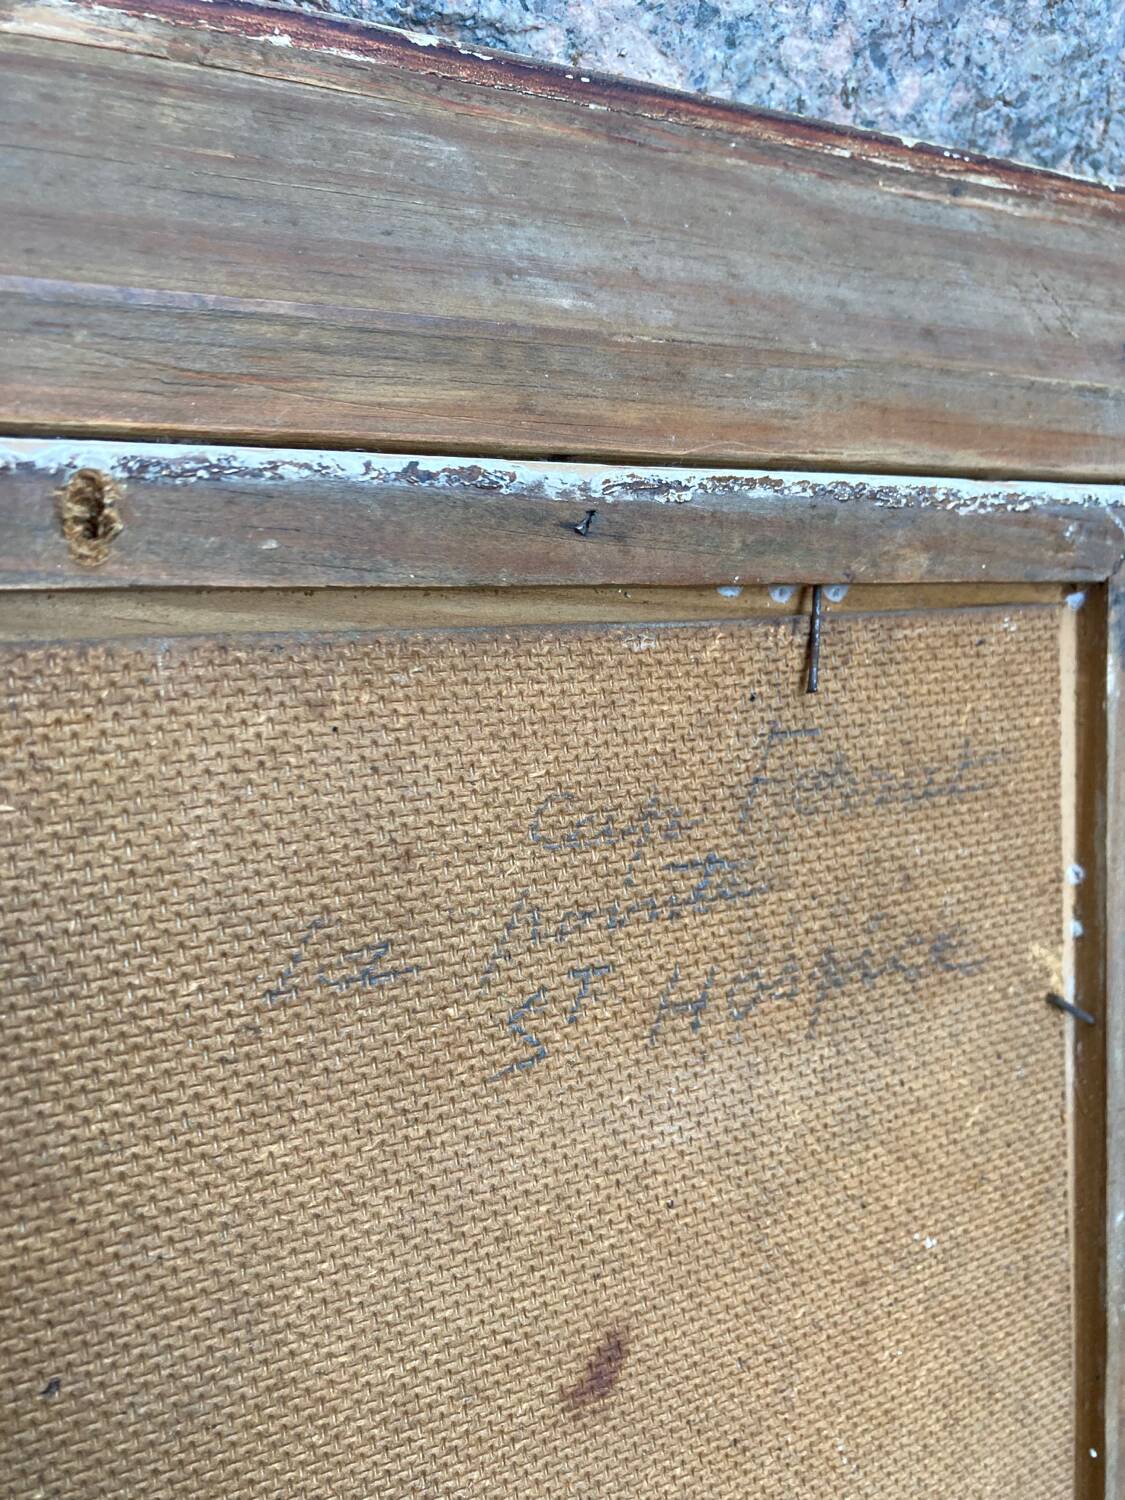 Cap Ferrat
La Pointe
ST Hospice